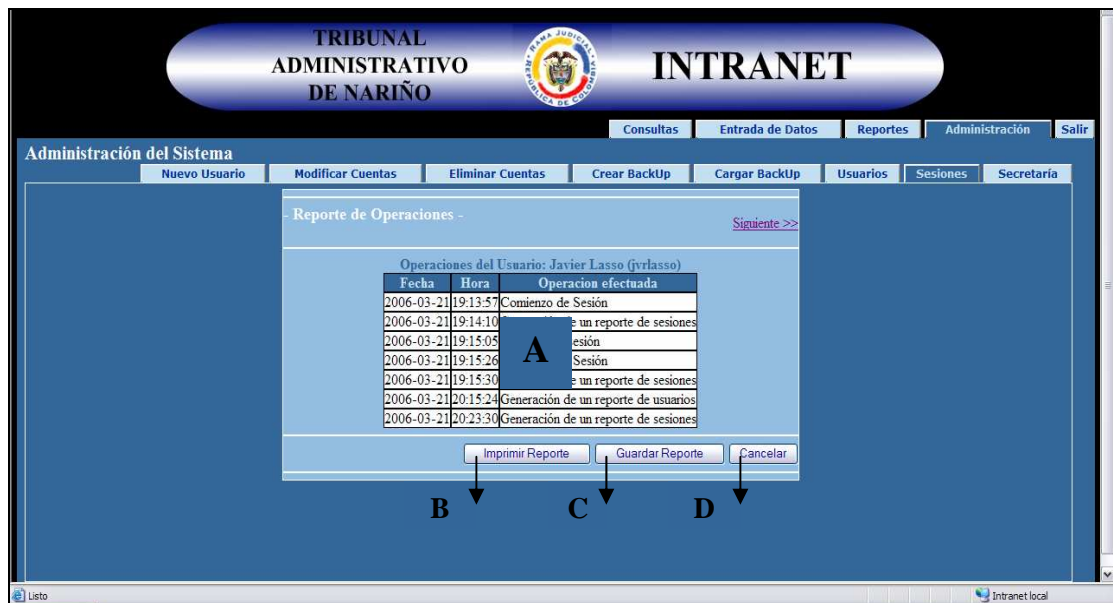 TRIBUNAL
ADMINISTRATIVO
DE NARIÑO
RAMA JUDICIAL
REPÚBLICA DE COLOMBIA
INTRANET
Consultas Entrada de Datos Reportes Administración Salir
Administración del Sistema
Nuevo Usuario Modificar Cuentas Eliminar Cuentas Crear BackUp Cargar BackUp Usuarios Sesiones Secretaría
- Reporte de Operaciones -
Siguiente >>
Operaciones del Usuario: Javier Lasso (jvrlasso)
Fecha Hora Operacion efectuada
2006-03-21 19:13:57 Comienzo de Sesión
2006-03-21 19:14:10 e un reporte de sesiones
2006-03-21 19:15:05 esión
2006-03-21 19:15:26 Sesión
2006-03-21 19:15:30 e un reporte de sesiones
2006-03-21 20:15:24 Generación de un reporte de usuarios
2006-03-21 20:23:30 Generación de un reporte de sesiones
A
Imprimir Reporte Guardar Reporte Cancelar
B C D
Listo Intranet local